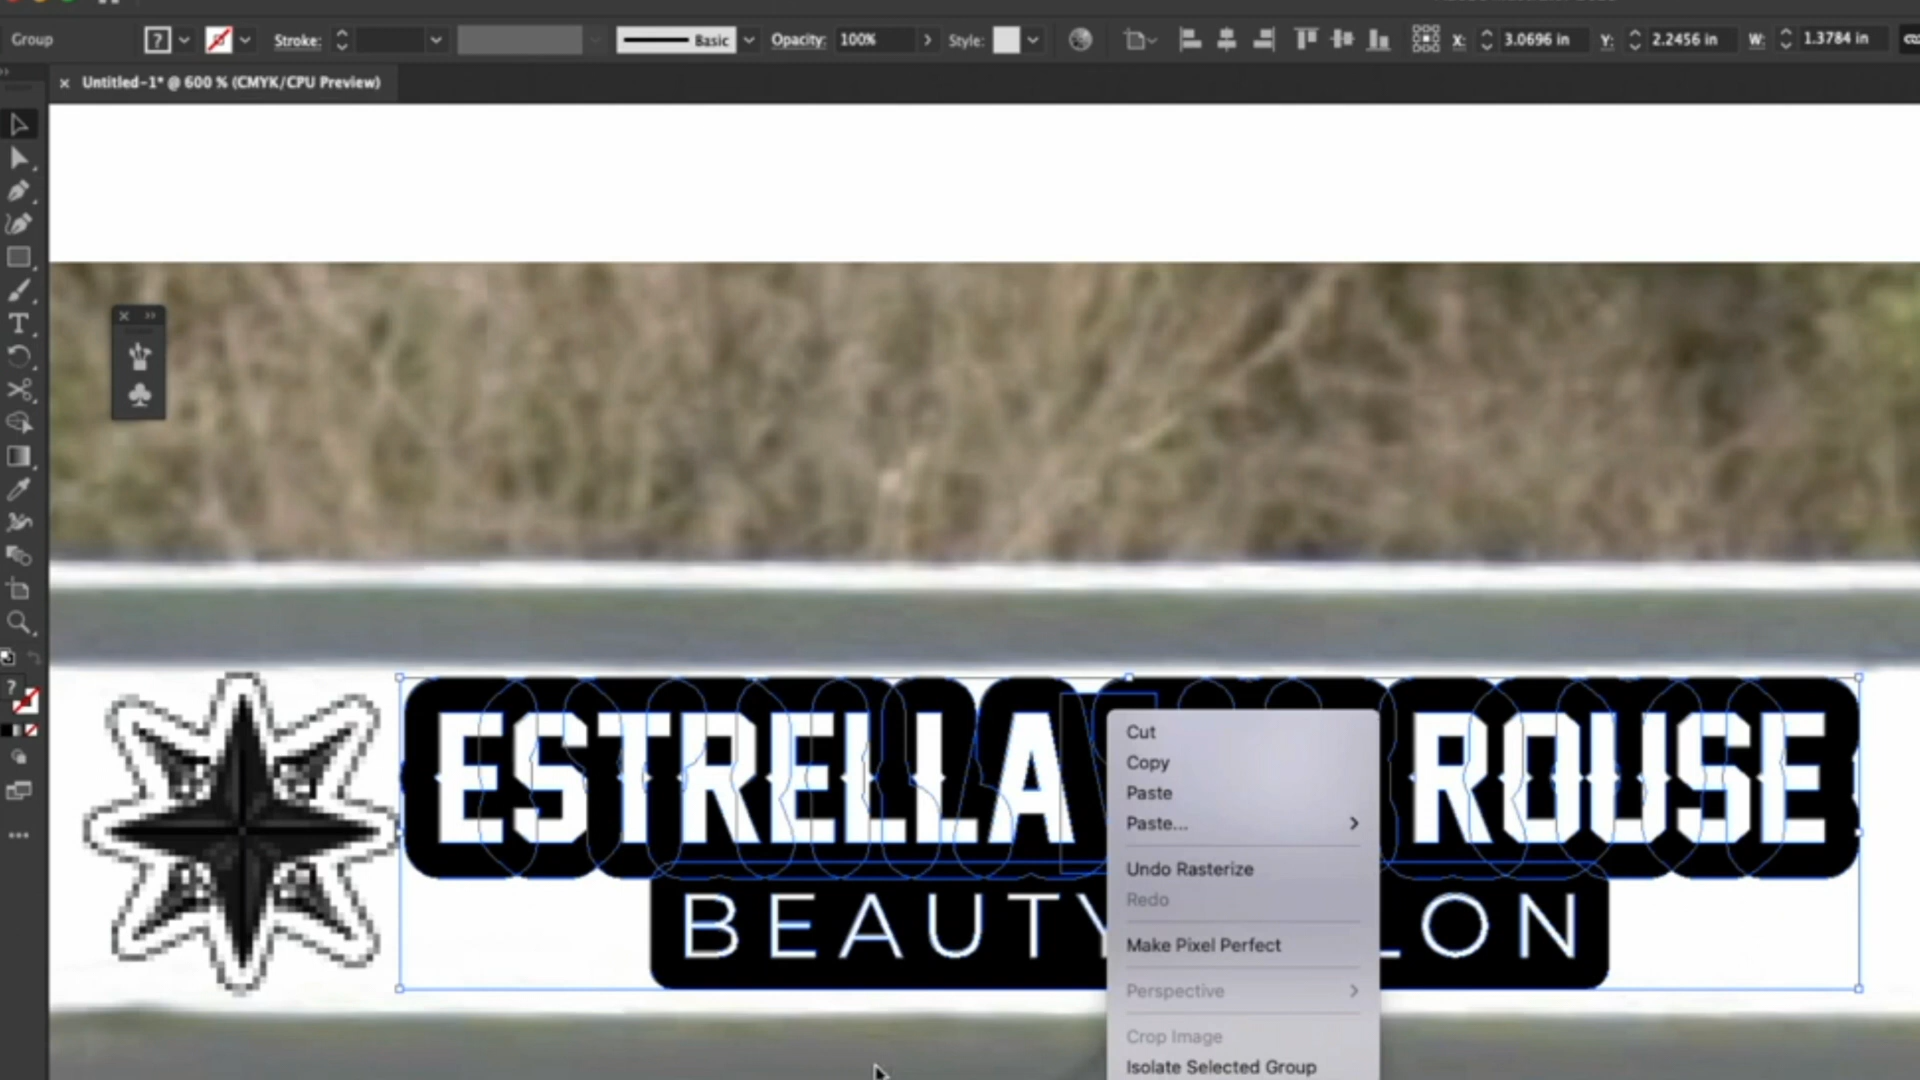 Group
?
Stroke:
Basic
Opacity: 100%
Style:
X: 3.0696 in
Y: 2.2456 in
W: 1.3784 in
× Untitled-1* @ 600 % (CMYK/CPU Preview)
ESTRELLA ROUSE
BEAUTY LON
Cut
Copy
Paste
Paste...
Undo Rasterize
Redo
Make Pixel Perfect
Perspective
Crop Image
Isolate Selected Group